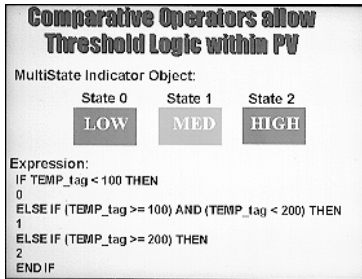 Comparative Operators allow
Threshold Logic within PV
MultiState Indicator Object:
State 0 State 1 State 2
LOW MED HIGH
Expression:
IF TEMP_tag < 100 THEN
0
ELSE IF (TEMP_tag >= 100) AND (TEMP_tag < 200) THEN
1
ELSE IF (TEMP_tag >= 200) THEN
2
END IF